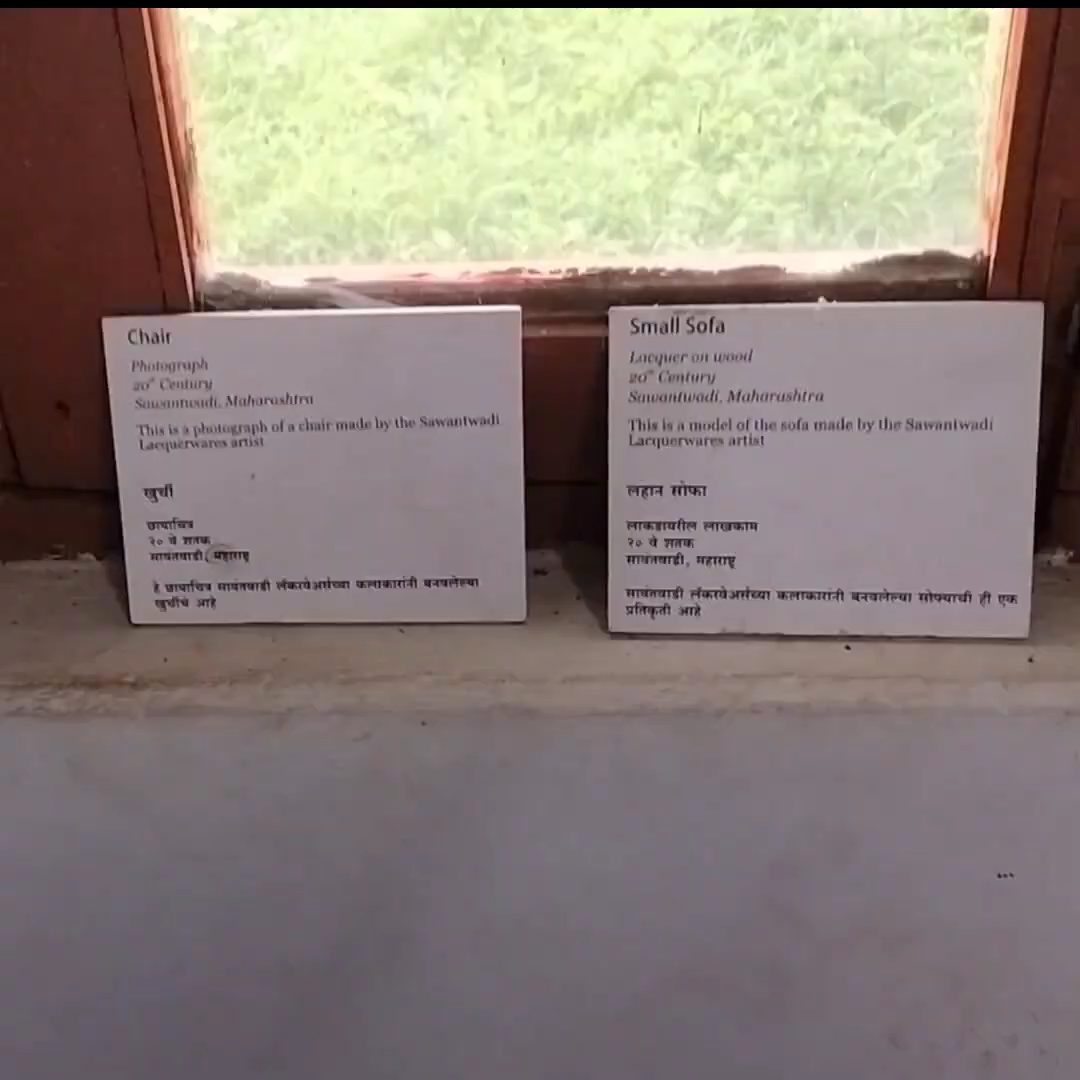 Chair
Photograph
20th Century
Sawantwadi, Maharashtra
This is a photograph of a chair made by the Sawantwadi
Lacquerwares artist
खुर्ची
छायाचित्र
२० वे शतक
सावंतवाडी, महाराष्ट्र
हे छायाचित्र सावंतवाडी लॅकरवेअर्सच्या कलाकारांनी बनवलेल्या
खुर्चीचे आहे
Small Sofa
Lacquer on wood
20th Century
Sawantwadi, Maharashtra
This is a model of the sofa made by the Sawantwadi
Lacquerwares artist
लहान सोफा
लाकडावरील लाखकाम
२० वे शतक
सावंतवाडी, महाराष्ट्र
सावंतवाडी लॅकरवेअर्सच्या कलाकारांनी बनवलेल्या सोफ्याची ही एक
प्रतिकृती आहे